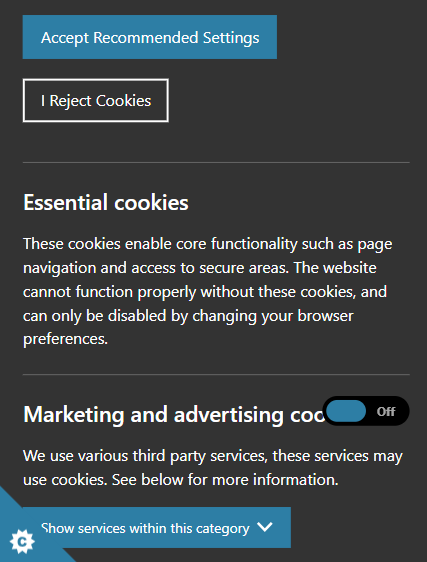 Accept Recommended Settings
I Reject Cookies
Essential cookies
These cookies enable core functionality such as page
navigation and access to secure areas. The website
cannot function properly without these cookies, and
can only be disabled by changing your browser
preferences.
Marketing and advertising coo
Off
We use various third party services, these services may
use cookies. See below for more information.
Show services within this category
C